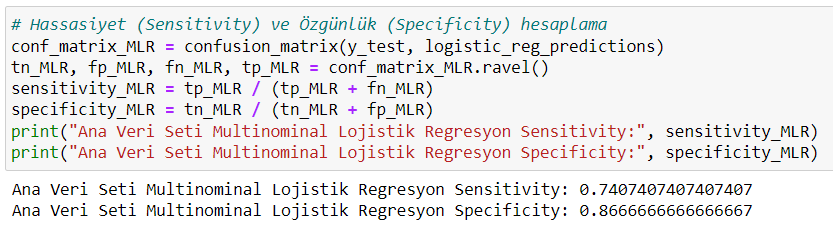 # Hassasiyet (Sensitivity) ve Özgünlük (Specificity) hesaplama
conf_matrix_MLR = confusion_matrix(y_test, logistic_reg_predictions)
tn_MLR, fp_MLR, fn_MLR, tp_MLR = conf_matrix_MLR.ravel()
sensitivity_MLR = tp_MLR / (tp_MLR + fn_MLR)
specificity_MLR = tn_MLR / (tn_MLR + fp_MLR)
print("Ana Veri Seti Multinominal Lojistik Regresyon Sensitivity:", sensitivity_MLR)
print("Ana Veri Seti Multinominal Lojistik Regresyon Specificity:", specificity_MLR)
Ana Veri Seti Multinominal Lojistik Regresyon Sensitivity: 0.7407407407407407
Ana Veri Seti Multinominal Lojistik Regresyon Specificity: 0.8666666666666667